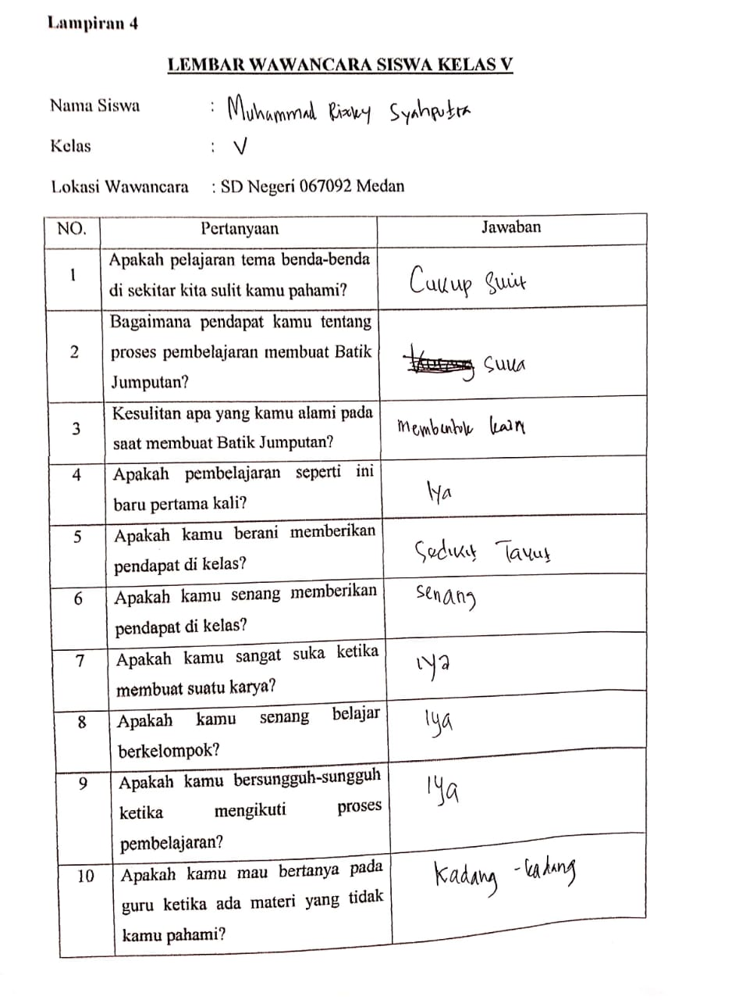 Lampiran 4
LEMBAR WAWANCARA SISWA KELAS V
Nama Siswa : Muhammad Rizky Syahputra
Kelas : V
Lokasi Wawancara : SD Negeri 067092 Medan
NO. Pertanyaan Jawaban
1 Apakah pelajaran tema benda-benda
di sekitar kita sulit kamu pahami?
Cukup Sulit
2 Bagaimana pendapat kamu tentang
proses pembelajaran membuat Batik
Jumputan?
suka
3 Kesulitan apa yang kamu alami pada
saat membuat Batik Jumputan?
Membentuk kain
4 Apakah pembelajaran seperti ini
baru pertama kali?
Iya
5 Apakah kamu berani memberikan
pendapat di kelas?
Sedikit Takut
6 Apakah kamu senang memberikan
pendapat di kelas?
senang
7 Apakah kamu sangat suka ketika
membuat suatu karya?
iya
8 Apakah kamu senang belajar
berkelompok?
Iya
9 Apakah kamu bersungguh-sungguh
ketika mengikuti proses
pembelajaran?
Iya
10 Apakah kamu mau bertanya pada
guru ketika ada materi yang tidak
kamu pahami?
Kadang-kadang